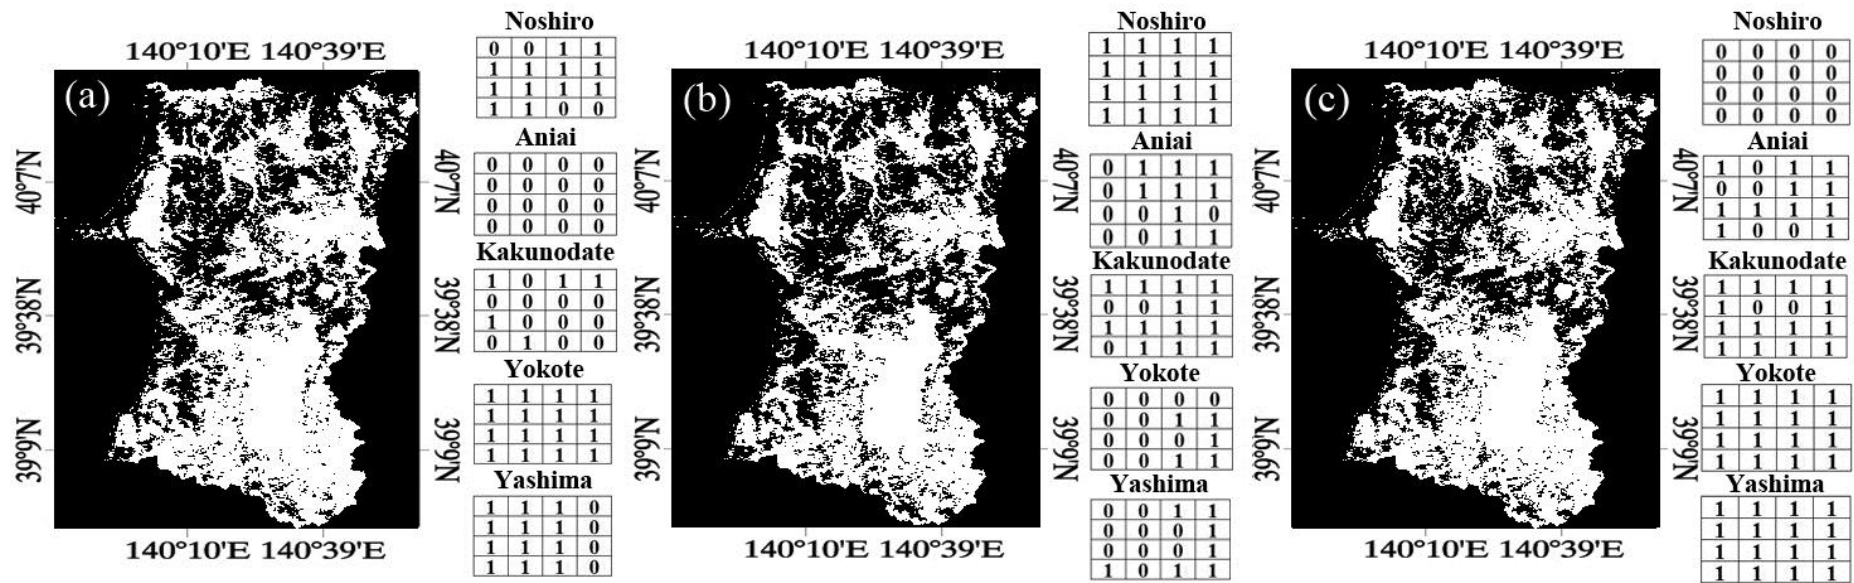 (a)
140°10'E 140°39'E
40°7'N
39°38'N
39°9'N
40°7'N
39°38'N
39°9'N
140°10'E 140°39'E
Noshiro
0 0 1 1
1 1 1 1
1 1 1 1
1 1 0 0
Aniai
0 0 0 0
0 0 0 0
0 0 0 0
0 0 0 0
Kakunodate
1 0 1 1
0 0 0 0
1 0 0 0
0 1 0 0
Yokote
1 1 1 1
1 1 1 1
1 1 1 1
1 1 1 1
Yashima
1 1 1 0
1 1 1 0
1 1 1 0
1 1 1 0
(b)
140°10'E 140°39'E
40°7'N
39°38'N
39°9'N
40°7'N
39°38'N
39°9'N
140°10'E 140°39'E
Noshiro
1 1 1 1
1 1 1 1
1 1 1 1
1 1 1 1
Aniai
0 1 1 1
0 1 1 1
0 0 1 0
0 0 1 1
Kakunodate
1 1 1 1
0 0 1 1
1 1 1 1
0 1 1 1
Yokote
0 0 0 0
0 0 1 1
0 0 0 1
0 0 1 1
Yashima
0 0 1 1
0 0 0 1
0 0 0 1
1 0 1 1
(c)
140°10'E 140°39'E
40°7'N
39°38'N
39°9'N
40°7'N
39°38'N
39°9'N
140°10'E 140°39'E
Noshiro
0 0 0 0
0 0 0 0
0 0 0 0
0 0 0 0
Aniai
1 0 1 1
0 0 1 1
1 1 1 1
1 0 0 1
Kakunodate
1 1 1 1
1 0 0 1
1 1 1 1
1 1 1 1
Yokote
1 1 1 1
1 1 1 1
1 1 1 1
1 1 1 1
Yashima
1 1 1 1
1 1 1 1
1 1 1 1
1 1 1 1